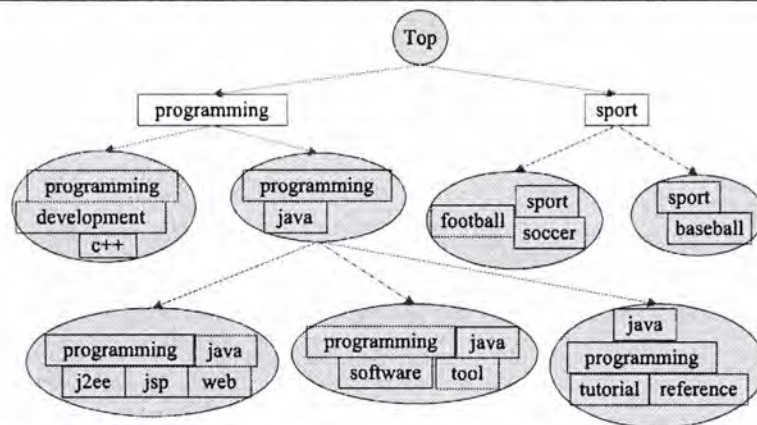 Top
programming sport
programming
development
c++
programming
java
football sport
soccer
sport
baseball
programming java
j2ee jsp web
programming java
software tool
java
programming
tutorial reference